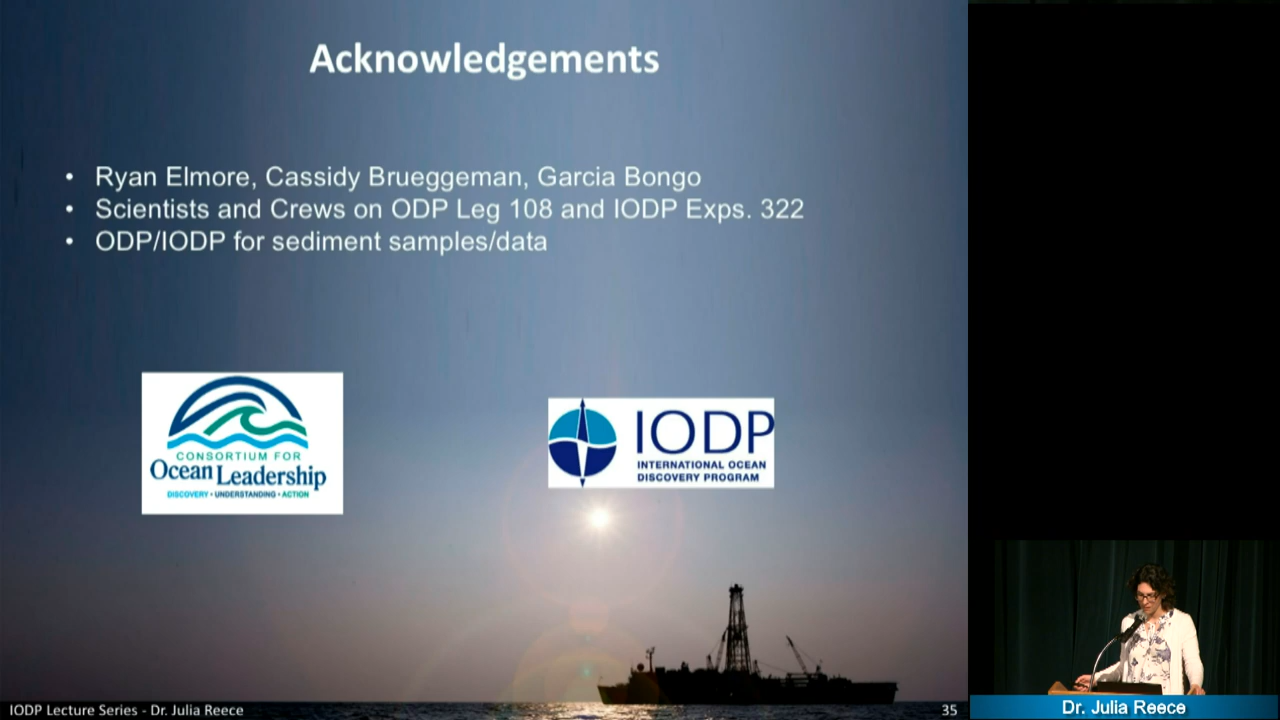 Acknowledgements
• Ryan Elmore, Cassidy Brueggeman, Garcia Bongo
• Scientists and Crews on ODP Leg 108 and IODP Exps. 322
• ODP/IODP for sediment samples/data
CONSORTIUM FOR
Ocean Leadership
DISCOVERY • UNDERSTANDING • ACTION
IODP
INTERNATIONAL OCEAN
DISCOVERY PROGRAM
IODP Lecture Series - Dr. Julia Reece
35
Dr. Julia Reece